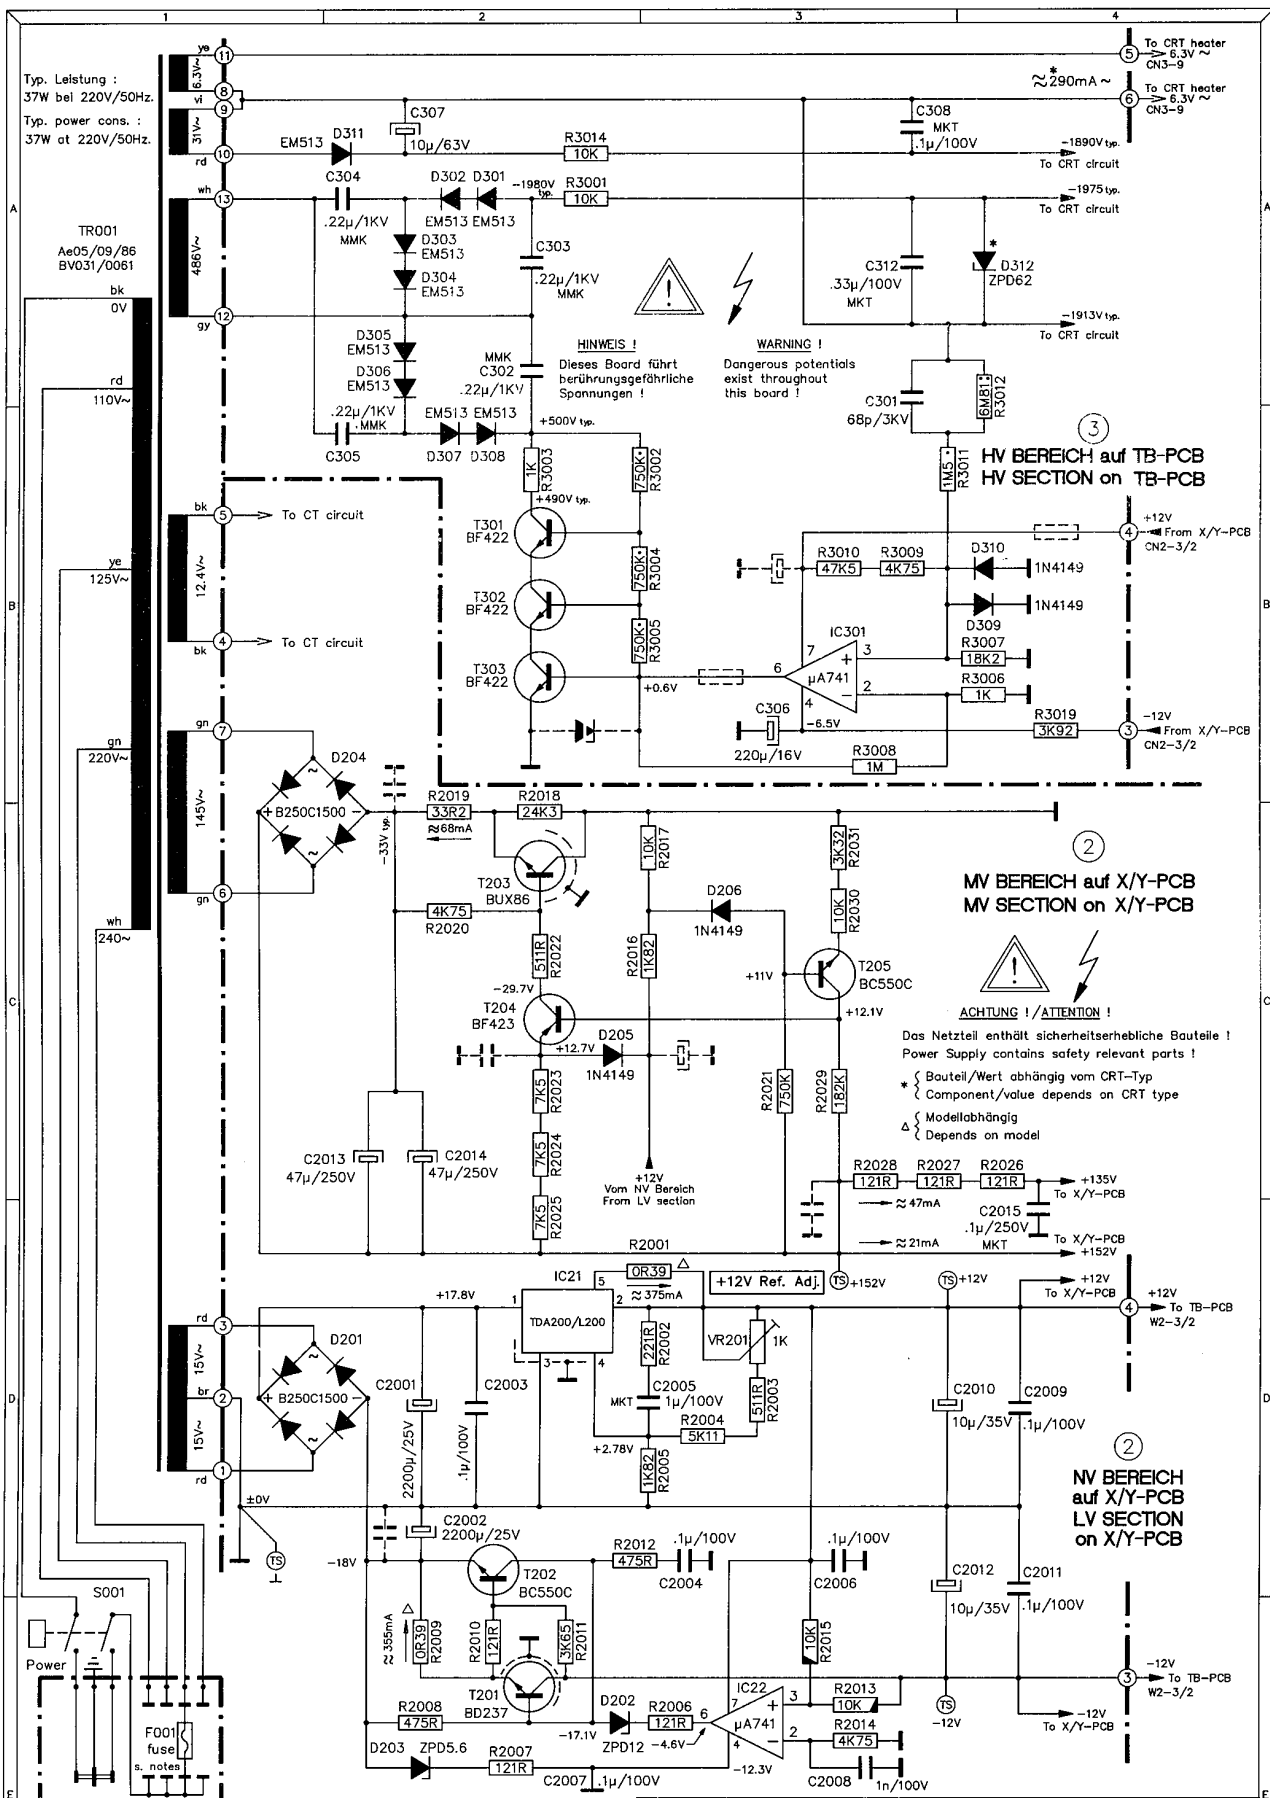 1 2 3 4
Typ. Leistung :
37W bei 220V/50Hz.
Typ. power cons. :
37W at 220V/50Hz.
ye
11
6.3V~
8
vi
9
31V~
10
rd
wh
13
486V~
12
gy
TR001
Ae05/09/86
BV031/0061
bk
0V
rd
110V~
ye
125V~
gn
220V~
wh
240~
bk
5
To CT circuit
12.4V~
4
bk
To CT circuit
gn
7
145V~
6
gn
rd
3
15V~
br
2
15V~
1
rd
A
B
C
D
E
5
To CRT heater
6.3V ~
CN3-9
*
≈290mA ~
6
To CRT heater
6.3V ~
CN3-9
C307
10µ/63V
D311
EM513
R3014
10K
C308
MKT
.1µ/100V
-1890V typ.
To CRT circuit
C304
.22µ/1KV
MMK
D302 D301
EM513 EM513
-1980V
typ.
R3001
10K
-1975 typ.
To CRT circuit
D303
EM513
D304
EM513
C303
.22µ/1KV
MMK
C312
.33µ/100V
MKT
*
D312
ZPD62
-1913V typ.
To CRT circuit
D305
EM513
D306
EM513
MMK
C302
.22µ/1KV
HINWEIS !
Dieses Board führt
berührungsgefährliche
Spannungen !
WARNING !
Dangerous potentials
exist throughout
this board !
C301
68p/3KV
6M81
R3012
.22µ/1KV
MMK
C305
EM513 EM513
D307 D308
+500V typ.
1K
R3003
750K
R3002
1M5
R3011
3
HV BEREICH auf TB-PCB
HV SECTION on TB-PCB
+490V typ.
T301
BF422
750K
R3004
T302
BF422
750K
R3005
T303
BF422
+0.6V
4
+12V
From X/Y-PCB
CN2-3/2
R3010
47K5
R3009
4K75
D310
1N4149
1N4149
D309
IC301
µA741
7
3
+
6
-
2
4
R3007
18K2
R3006
1K
C306
220µ/16V
-6.5V
R3019
3K92
3
-12V
From X/Y-PCB
CN2-3/2
R3008
1M
D204
~
+ B250C1500 -
~
-33V typ.
R2019
33R2
≈68mA
R2018
24K3
T203
BUX86
4K75
R2020
10K
R2017
3K32
R2031
10K
R2030
D206
1N4149
2
MV BEREICH auf X/Y-PCB
MV SECTION on X/Y-PCB
511R
R2022
R2016
1K82
T205
BC550C
+11V
+12.1V
-29.7V
T204
BF423
+12.7V
D205
1N4149
ACHTUNG ! / ATTENTION !
Das Netzteil enthält sicherheitserhebliche Bauteile !
Power Supply contains safety relevant parts !
* { Bauteil/Wert abhängig vom CRT-Typ
Component/value depends on CRT type
△ { Modellabhängig
Depends on model
7K5
R2023
7K5
R2024
7K5
R2025
R2021
750K
R2029
182K
C2013
47µ/250V
C2014
47µ/250V
+12V
Vom NV Bereich
From LV section
R2028 R2027 R2026
121R 121R 121R
+135V
To X/Y-PCB
≈ 47mA
≈ 21mA
C2015
.1µ/250V
MKT
To X/Y-PCB
+152V
R2001
0R39
△
≈ 375mA
+12V Ref. Adj.
TS
+152V
TS
+12V
+12V
To X/Y-PCB
4
+12V
To TB-PCB
W2-3/2
IC21
TDA200/L200
1 5 2 3 4
+17.8V
D201
~
+ B250C1500 -
~
C2001
2200µ/25V
C2003
.1µ/100V
221R
R2002
C2005
MKT
1µ/100V
VR201
1K
511R
R2003
R2004
5K11
+2.78V
1K82
R2005
C2010
10µ/35V
C2009
.1µ/100V
2
NV BEREICH
auf X/Y-PCB
LV SECTION
on X/Y-PCB
±0V
TS
C2002
2200µ/25V
-18V
T202
BC550C
R2012
475R
.1µ/100V
C2004
.1µ/100V
C2006
C2012
10µ/35V
C2011
.1µ/100V
≈ 355mA
△
0R39
R2009
R2010
121R
3K65
R2011
10K
R2015
T201
BD237
R2008
475R
-17.1V
D202
ZPD12
R2006
121R
-4.6V
IC22
µA741
7
3
+
6
-
2
4
-12.3V
R2013
10K
R2014
4K75
C2008
1n/100V
D203
ZPD5.6
R2007
121R
C2007
.1µ/100V
TS
-12V
3
-12V
To TB-PCB
W2-3/2
-12V
To X/Y-PCB
S001
Power
F001
fuse
s. notes